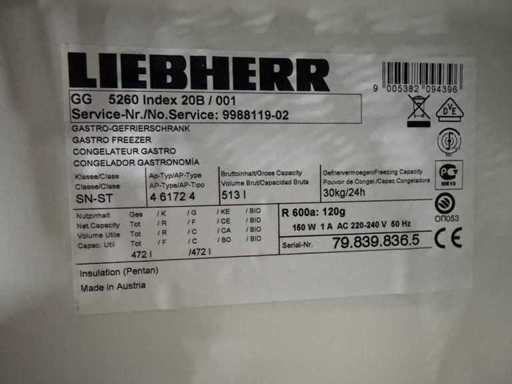 LIEBHERR
GG 5260 Index 20B / 001
Service-Nr./No.Service: 9988119-02
9 005382 094396
GASTRO-GEFRIERSCHRANK
GASTRO FREEZER
CONGELATEUR GASTRO
CONGELADOR GASTRONOMÍA
Klasse/Class
Classe/Clase
SN-ST
Ap-Typ/AP-Type
AP-Type/AP-Tipo
4 6172 4
Bruttoinhalt/Gross Capacity
Volume Brut/Capacidad Bruta
513 l
Gefriervermoegen/Freezing Capacity
Pouvoir de Congel./Cap. Congeladora
30kg/24h
Nutzinhalt Ges / K / G / KE / BIO
Net Capacity Tot / R / F / CE / BIO
Volume Utile Tot / R / C / CA / BIO
Capac. Util Tot / R / C / BO / BIO
472 l /472 l
R 600a: 120g
150 W 1 A AC 220-240 V 50 Hz
Serial-Nr. 79.839.836.5
DVE
ОП053
CE
Insulation (Pentan)
Made in Austria